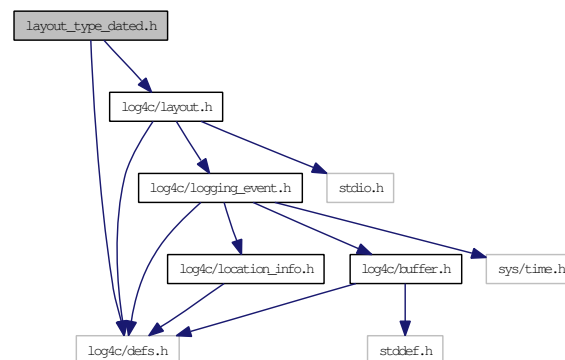 layout_type_dated.h
log4c/layout.h
log4c/logging_event.h
stdio.h
log4c/location_info.h
log4c/buffer.h
sys/time.h
log4c/defs.h
stddef.h